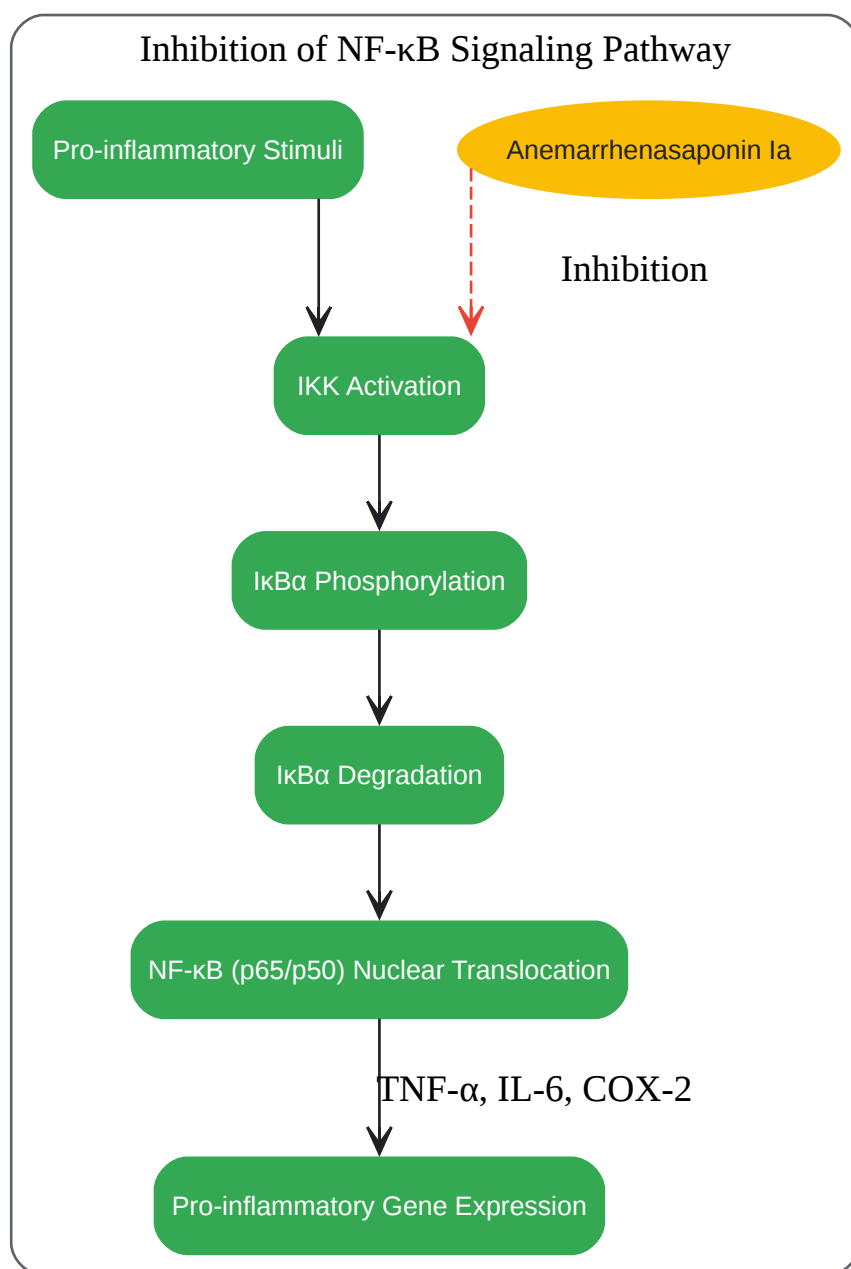 Inhibition of NF-κB Signaling Pathway
Pro-inflammatory Stimuli
Anemarrhenasaponin Ia
Inhibition
IKK Activation
IκBα Phosphorylation
IκBα Degradation
NF-κB (p65/p50) Nuclear Translocation
TNF-α, IL-6, COX-2
Pro-inflammatory Gene Expression